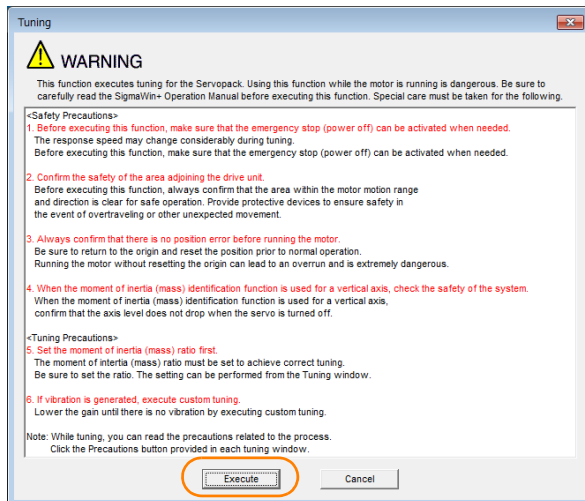 Tuning
WARNING
This function executes tuning for the Servopack. Using this function while the motor is running is dangerous. Be sure to
carefully read the SigmaWin+ Operation Manual before executing this function. Special care must be taken for the following.
<Safety Precautions>
1. Before executing this function, make sure that the emergency stop (power off) can be activated when needed.
The response speed may change considerably during tuning.
Before executing this function, make sure that the emergency stop (power off) can be activated when needed.
2. Confirm the safety of the area adjoining the drive unit.
Before executing this function, always confirm that the area within the motor motion range
and direction is clear for safe operation. Provide protective devices to ensure safety in
the event of overtraveling or other unexpected movement.
3. Always confirm that there is no position error before running the motor.
Be sure to return to the origin and reset the position prior to normal operation.
Running the motor without resetting the origin can lead to an overrun and is extremely dangerous.
4. When the moment of inertia (mass) identification function is used for a vertical axis, check the safety of the system.
When the moment of inertia (mass) identification function is used for a vertical axis,
confirm that the axis level does not drop when the servo is turned off.
<Tuning Precautions>
5. Set the moment of inertia (mass) ratio first.
The moment of intertia (mass) ratio must be set to achieve correct tuning.
Be sure to set the ratio. The setting can be performed from the Tuning window.
6. If vibration is generated, execute custom tuning.
Lower the gain until there is no vibration by executing custom tuning.
Note: While tuning, you can read the precautions related to the process.
Click the Precautions button provided in each tuning window.
Execute Cancel